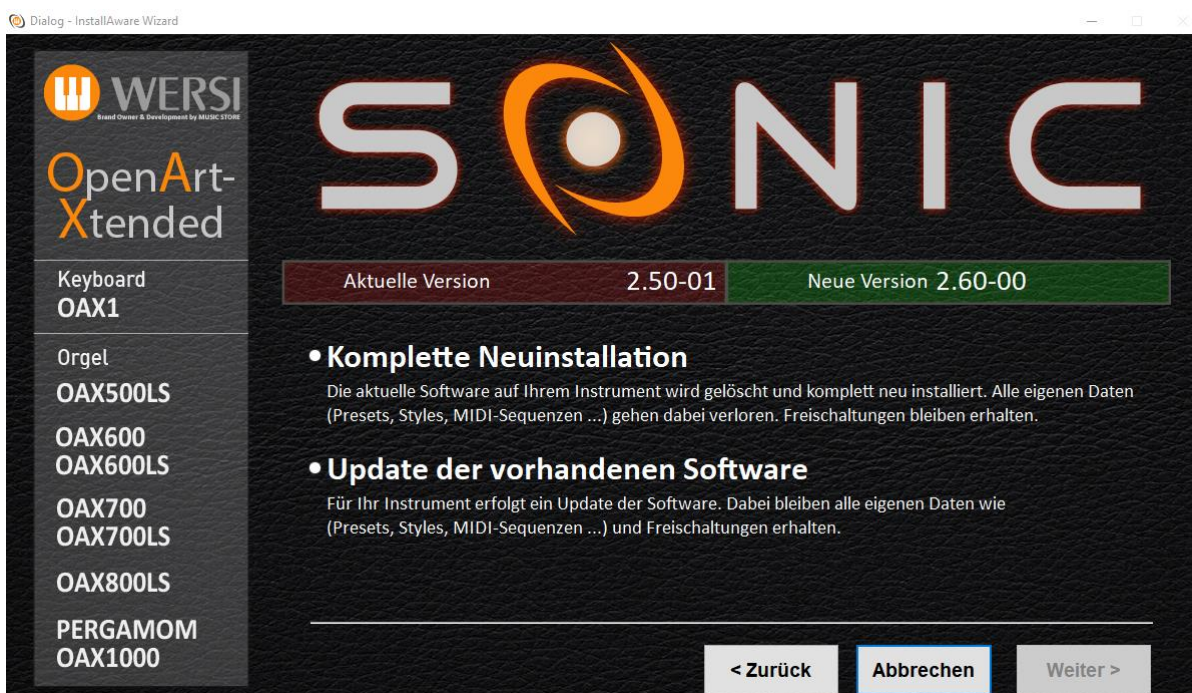 Dialog - InstallAware Wizard
WERSI
Brand Owner & Development by MUSIC STORE
OpenArt-
Xtended
Keyboard
OAX1
Orgel
OAX500LS
OAX600
OAX600LS
OAX700
OAX700LS
OAX800LS
PERGAMOM
OAX1000
SONIC
Aktuelle Version 2.50-01 Neue Version 2.60-00
• Komplette Neuinstallation
Die aktuelle Software auf Ihrem Instrument wird gelöscht und komplett neu installiert. Alle eigenen Daten
(Presets, Styles, MIDI-Sequenzen ...) gehen dabei verloren. Freischaltungen bleiben erhalten.
• Update der vorhandenen Software
Für Ihr Instrument erfolgt ein Update der Software. Dabei bleiben alle eigenen Daten wie
(Presets, Styles, MIDI-Sequenzen ...) und Freischaltungen erhalten.
< Zurück Abbrechen Weiter >